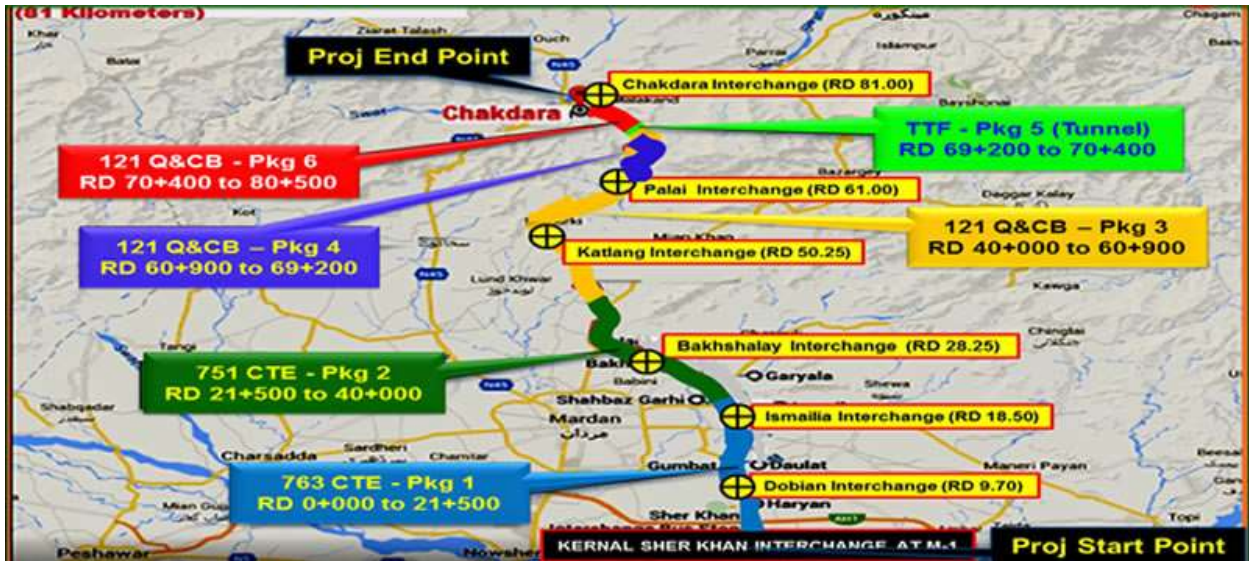 (81 Kilometers)
Khar
Ziarat Talash
Ouch
Chagam
Batai
Proj End Point
N45
Parrai
Islampur
Chakdara Interchange (RD 81.00)
Bayshonai
Swat
Chakdara
TTF - Pkg 5 (Tunnel)
RD 69+200 to 70+400
121 Q&CB - Pkg 6
RD 70+400 to 80+500
Bazargey
Palai Interchange (RD 61.00)
Daggar Kalay
Kot
121 Q&CB – Pkg 4
RD 60+900 to 69+200
121 Q&CB – Pkg 3
RD 40+000 to 60+900
Mian Khan
Katlang Interchange (RD 50.25)
N45
Lund Khwar
Kawga
Chinglai
Tangi
Bakhshalay Interchange (RD 28.25)
751 CTE - Pkg 2
RD 21+500 to 40+000
Babini
Garyala
Shewa
Shahbaz Garhi
Shabqadar
Mardan
مردان
Ismailia Interchange (RD 18.50)
Sardheri
Charsadda
Chamtar
Gumbat
Daulat
Maneri Payan
763 CTE - Pkg 1
RD 0+000 to 21+500
Dobian Interchange (RD 9.70)
Haryan
Sher Khan
Topi
KERNAL SHER KHAN INTERCHANGE AT M-1
Proj Start Point
Peshawar